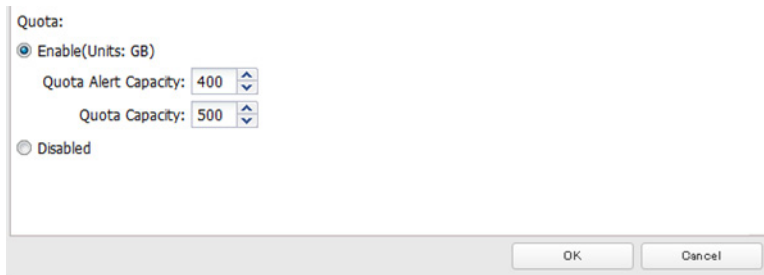 Quota:
Enable(Units: GB)
Quota Alert Capacity: 400
Quota Capacity: 500
Disabled
OK Cancel